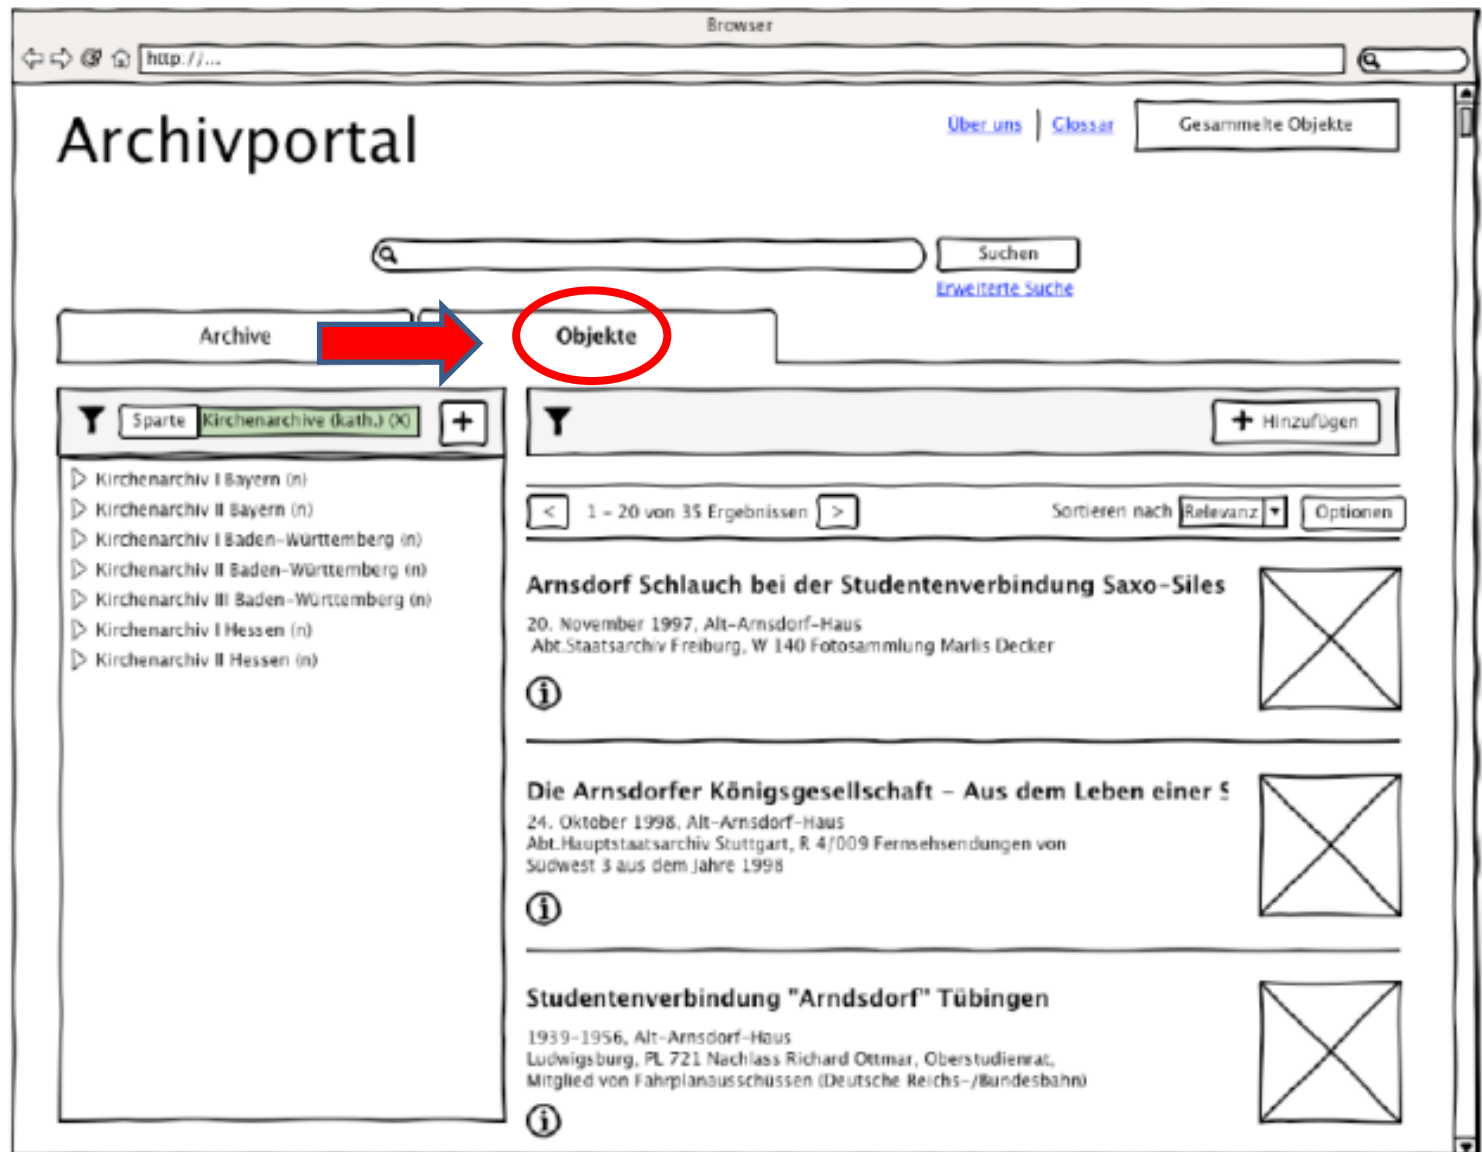 Browser
http://...
Archivportal
Über uns | Glossar
Gesammelte Objekte
Suchen
Erweiterte Suche
Archive
Objekte
Sparte
Kirchenarchive (kath.) (X)
+
Kirchenarchiv I Bayern (n)
Kirchenarchiv II Bayern (n)
Kirchenarchiv I Baden-Württemberg (n)
Kirchenarchiv II Baden-Württemberg (n)
Kirchenarchiv III Baden-Württemberg (n)
Kirchenarchiv I Hessen (n)
Kirchenarchiv II Hessen (n)
+ Hinzufügen
< 1 - 20 von 35 Ergebnissen >
Sortieren nach Relevanz
Optionen
Arnsdorf Schlauch bei der Studentenverbindung Saxo-Siles
20. November 1997, Alt-Arnsdorf-Haus
Abt.Staatsarchiv Freiburg, W 140 Fotosammlung Marlis Decker
i
Die Arnsdorfer Königsgesellschaft - Aus dem Leben einer S
24. Oktober 1998, Alt-Arnsdorf-Haus
Abt.Hauptstaatsarchiv Stuttgart, R 4/009 Fernsehsendungen von
Südwest 3 aus dem Jahre 1998
i
Studentenverbindung "Arndsdorf" Tübingen
1939-1956, Alt-Arnsdorf-Haus
Ludwigsburg, PL 721 Nachlass Richard Ottmar, Oberstudienrat,
Mitglied von Fahrplanausschüssen (Deutsche Reichs-/Bundesbahn)
i